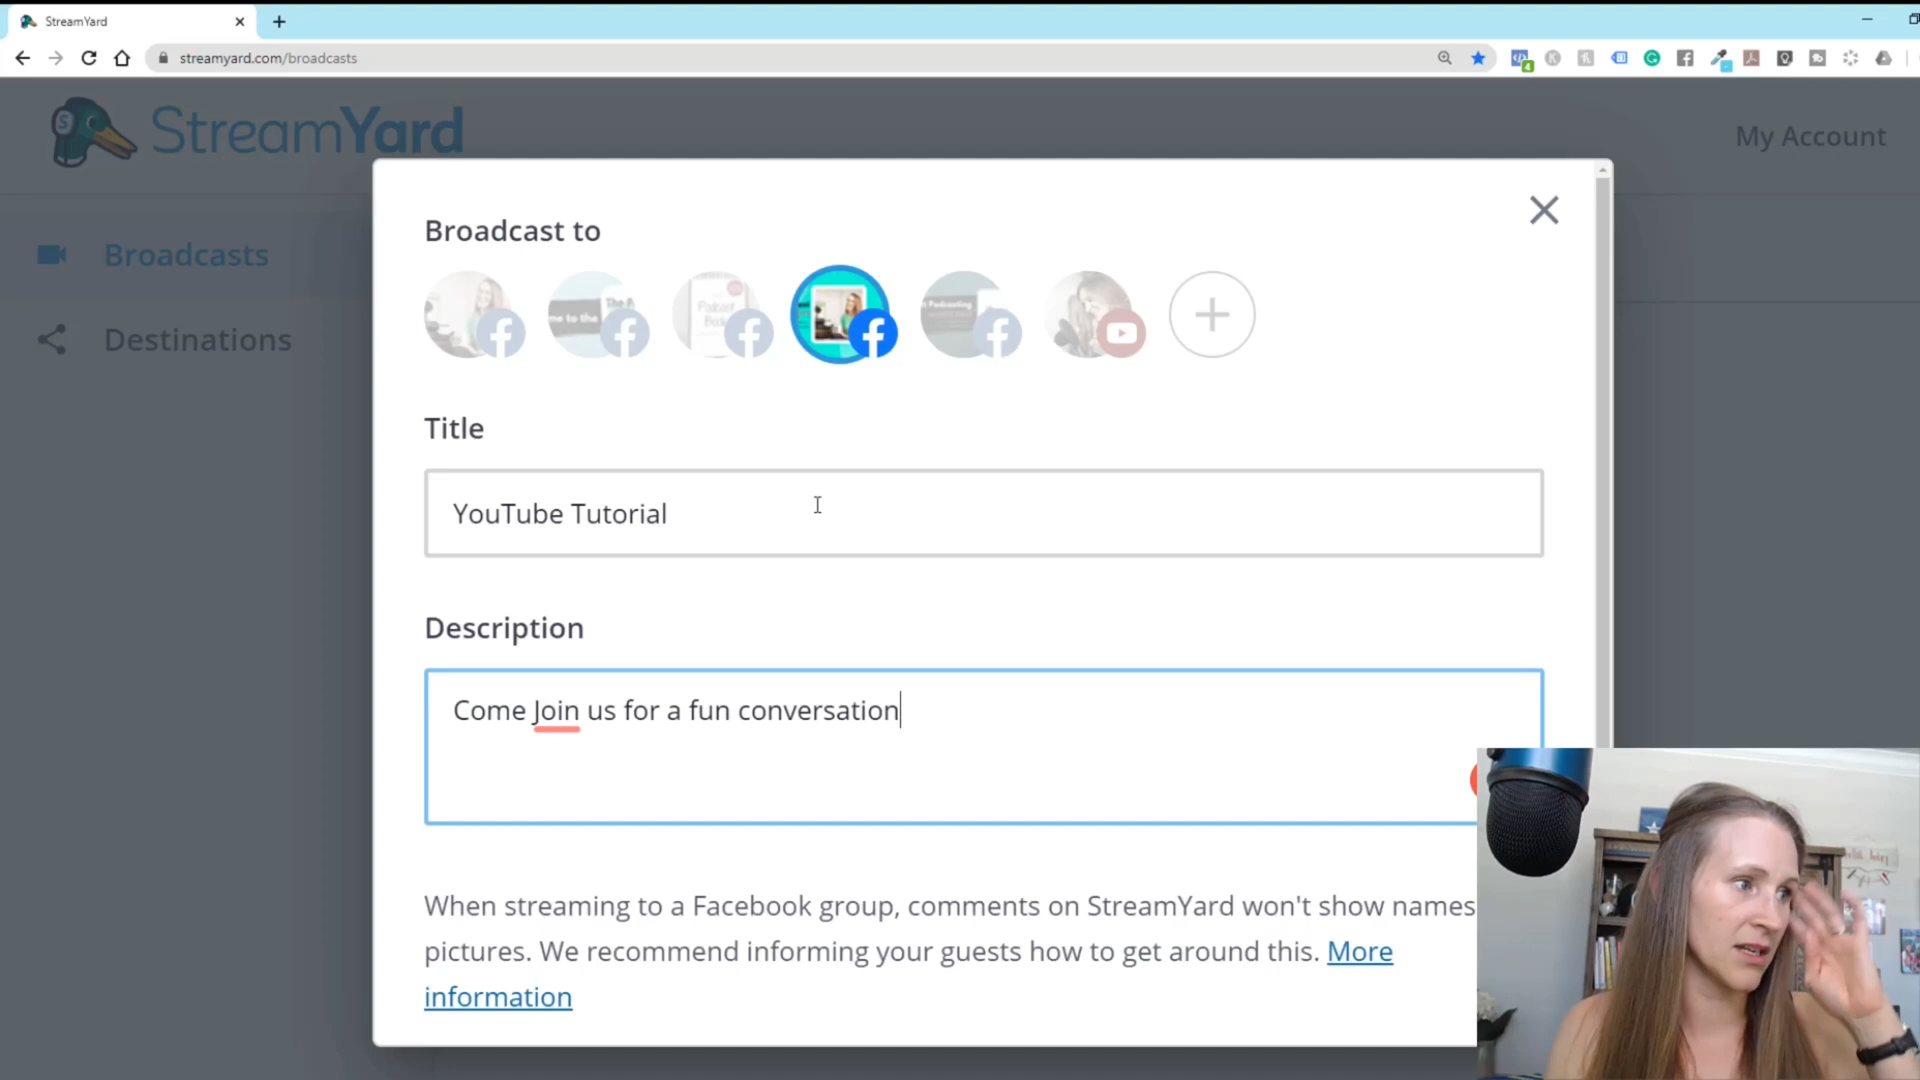 StreamYard
streamyard.com/broadcasts
StreamYard
My Account
Broadcasts
Destinations
Broadcast to
Title
YouTube Tutorial
Description
Come Join us for a fun conversation
When streaming to a Facebook group, comments on StreamYard won't show names
pictures. We recommend informing your guests how to get around this. More
information